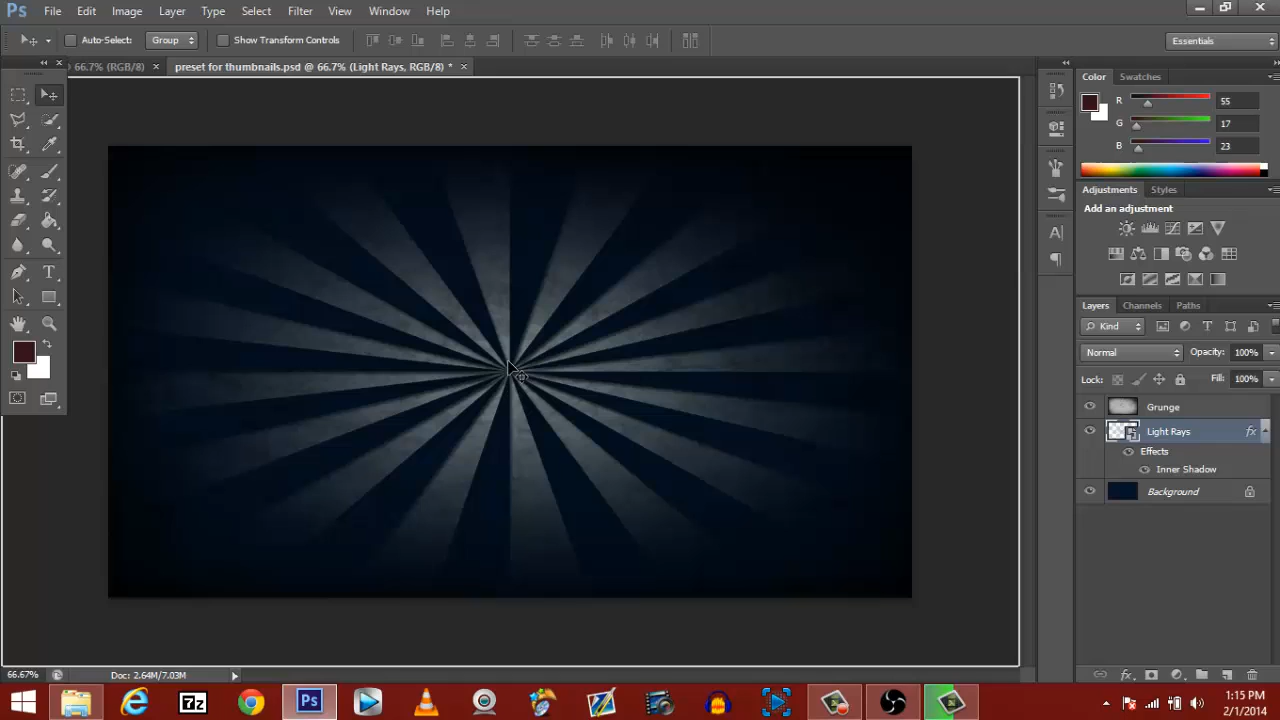 Ps File Edit Image Layer Type Select Filter View Window Help
Auto-Select: Group Show Transform Controls Essentials
@ 66.7% (RGB/8) × preset for thumbnails.psd @ 66.7% (Light Rays, RGB/8) * ×
Color Swatches
R 55
G 17
B 23
Adjustments Styles
Add an adjustment
Layers Channels Paths
Kind
Normal Opacity: 100%
Lock: Fill: 100%
Grunge
Light Rays fx
Effects
Inner Shadow
Background
66.67% Doc: 2.64M/7.03M
7z Ps
1:15 PM
2/1/2014